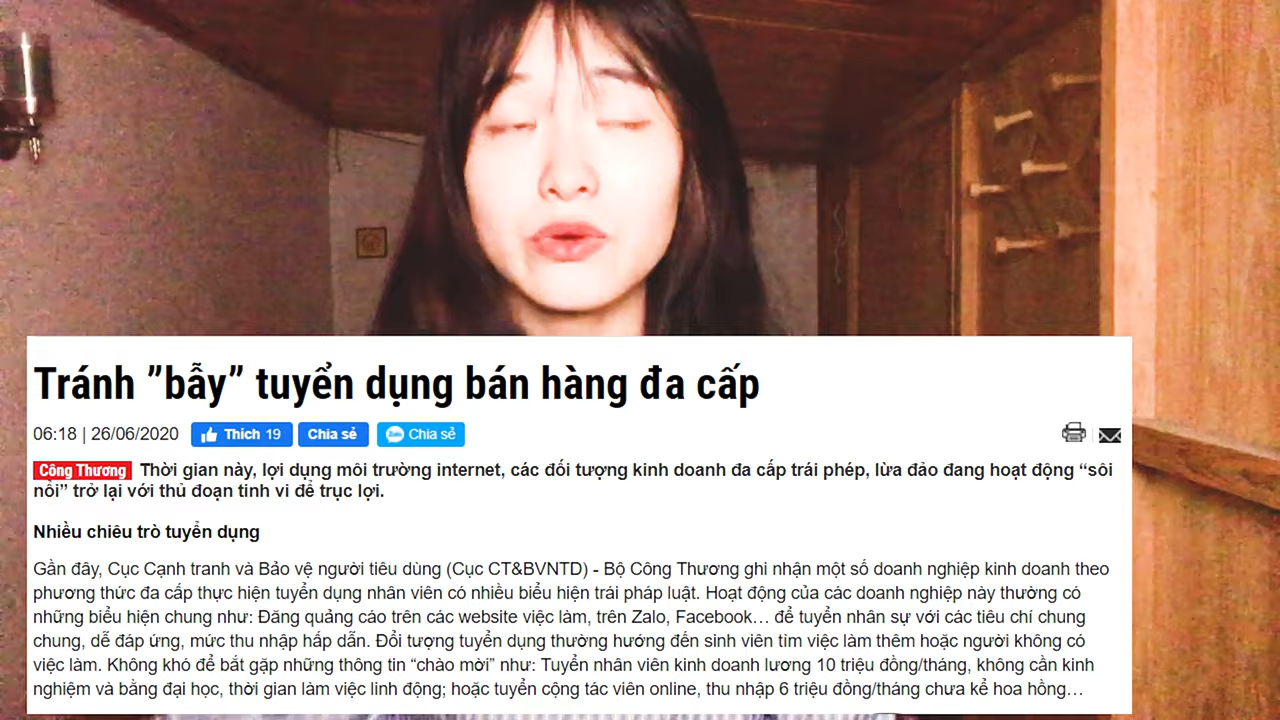 Tránh ”bẫy” tuyển dụng bán hàng đa cấp
06:18 | 26/06/2020 Thích 19 Chia sẻ Zalo Chia sẻ
Công Thương Thời gian này, lợi dụng môi trường internet, các đối tượng kinh doanh đa cấp trái phép, lừa đảo đang hoạt động “sôi
nổi” trở lại với thủ đoạn tinh vi để trục lợi.
Nhiều chiêu trò tuyển dụng
Gần đây, Cục Cạnh tranh và Bảo vệ người tiêu dùng (Cục CT&BVNTD) - Bộ Công Thương ghi nhận một số doanh nghiệp kinh doanh theo
phương thức đa cấp thực hiện tuyển dụng nhân viên có nhiều biểu hiện trái pháp luật. Hoạt động của các doanh nghiệp này thường có
những biểu hiện chung như: Đăng quảng cáo trên các website việc làm, trên Zalo, Facebook… để tuyển nhân sự với các tiêu chí chung
chung, dễ đáp ứng, mức thu nhập hấp dẫn. Đối tượng tuyển dụng thường hướng đến sinh viên tìm việc làm thêm hoặc người không có
việc làm. Không khó để bắt gặp những thông tin “chào mời” như: Tuyển nhân viên kinh doanh lương 10 triệu đồng/tháng, không cần kinh
nghiệm và bằng đại học, thời gian làm việc linh động; hoặc tuyển cộng tác viên online, thu nhập 6 triệu đồng/tháng chưa kể hoa hồng…